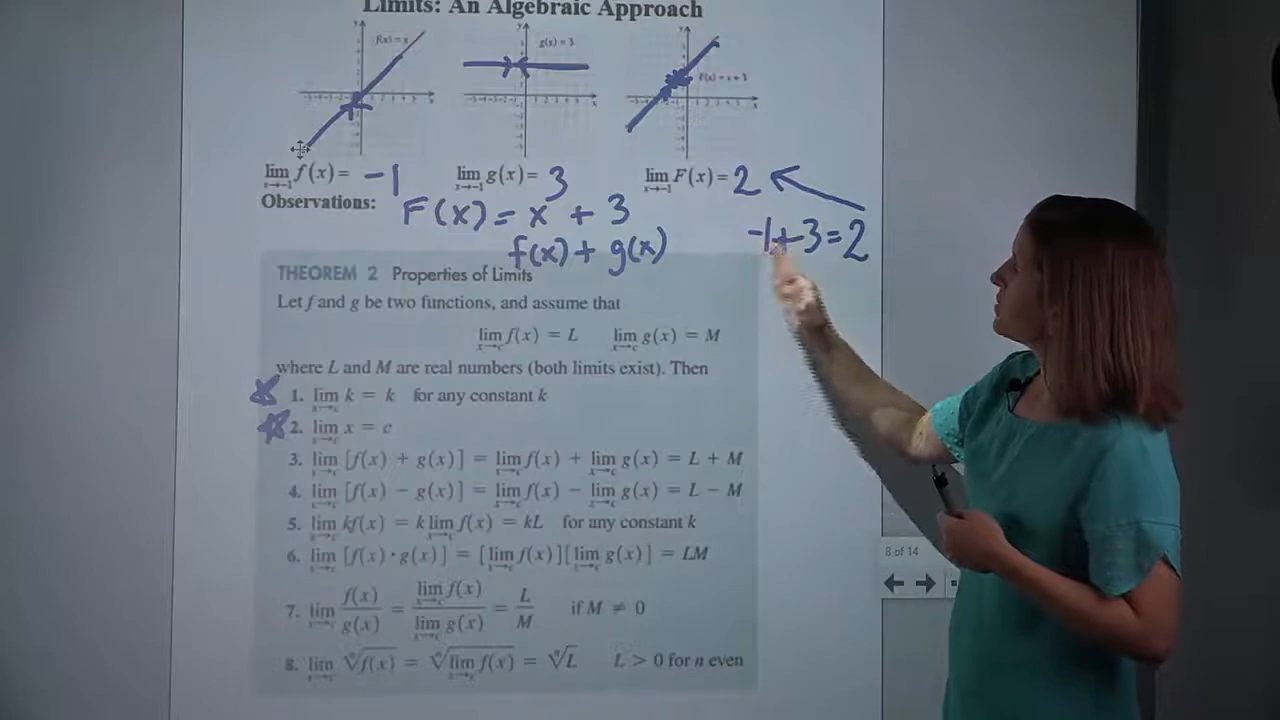 Limits: An Algebraic Approach
f(x) = x
g(x) = 3
F(x) = x + 3
lim x→-1 f(x) = -1
lim x→-1 g(x) = 3
lim x→-1 F(x) = 2
Observations: F(x) = x + 3
-1+3=2
f(x) + g(x)
THEOREM 2 Properties of Limits
Let f and g be two functions, and assume that
lim x→c f(x) = L lim x→c g(x) = M
where L and M are real numbers (both limits exist). Then
1. lim x→c k = k for any constant k
2. lim x→c x = c
3. lim x→c [f(x) + g(x)] = lim x→c f(x) + lim x→c g(x) = L + M
4. lim x→c [f(x) − g(x)] = lim x→c f(x) − lim x→c g(x) = L − M
5. lim x→c kf(x) = k lim x→c f(x) = kL for any constant k
6. lim x→c [f(x) · g(x)] = [lim x→c f(x)][lim x→c g(x)] = LM
7. lim x→c f(x)/g(x) = lim x→c f(x)/lim x→c g(x) = L/M if M ≠ 0
8. lim x→c ⁿ√f(x) = ⁿ√lim x→c f(x) = ⁿ√L L > 0 for n even
8 of 14